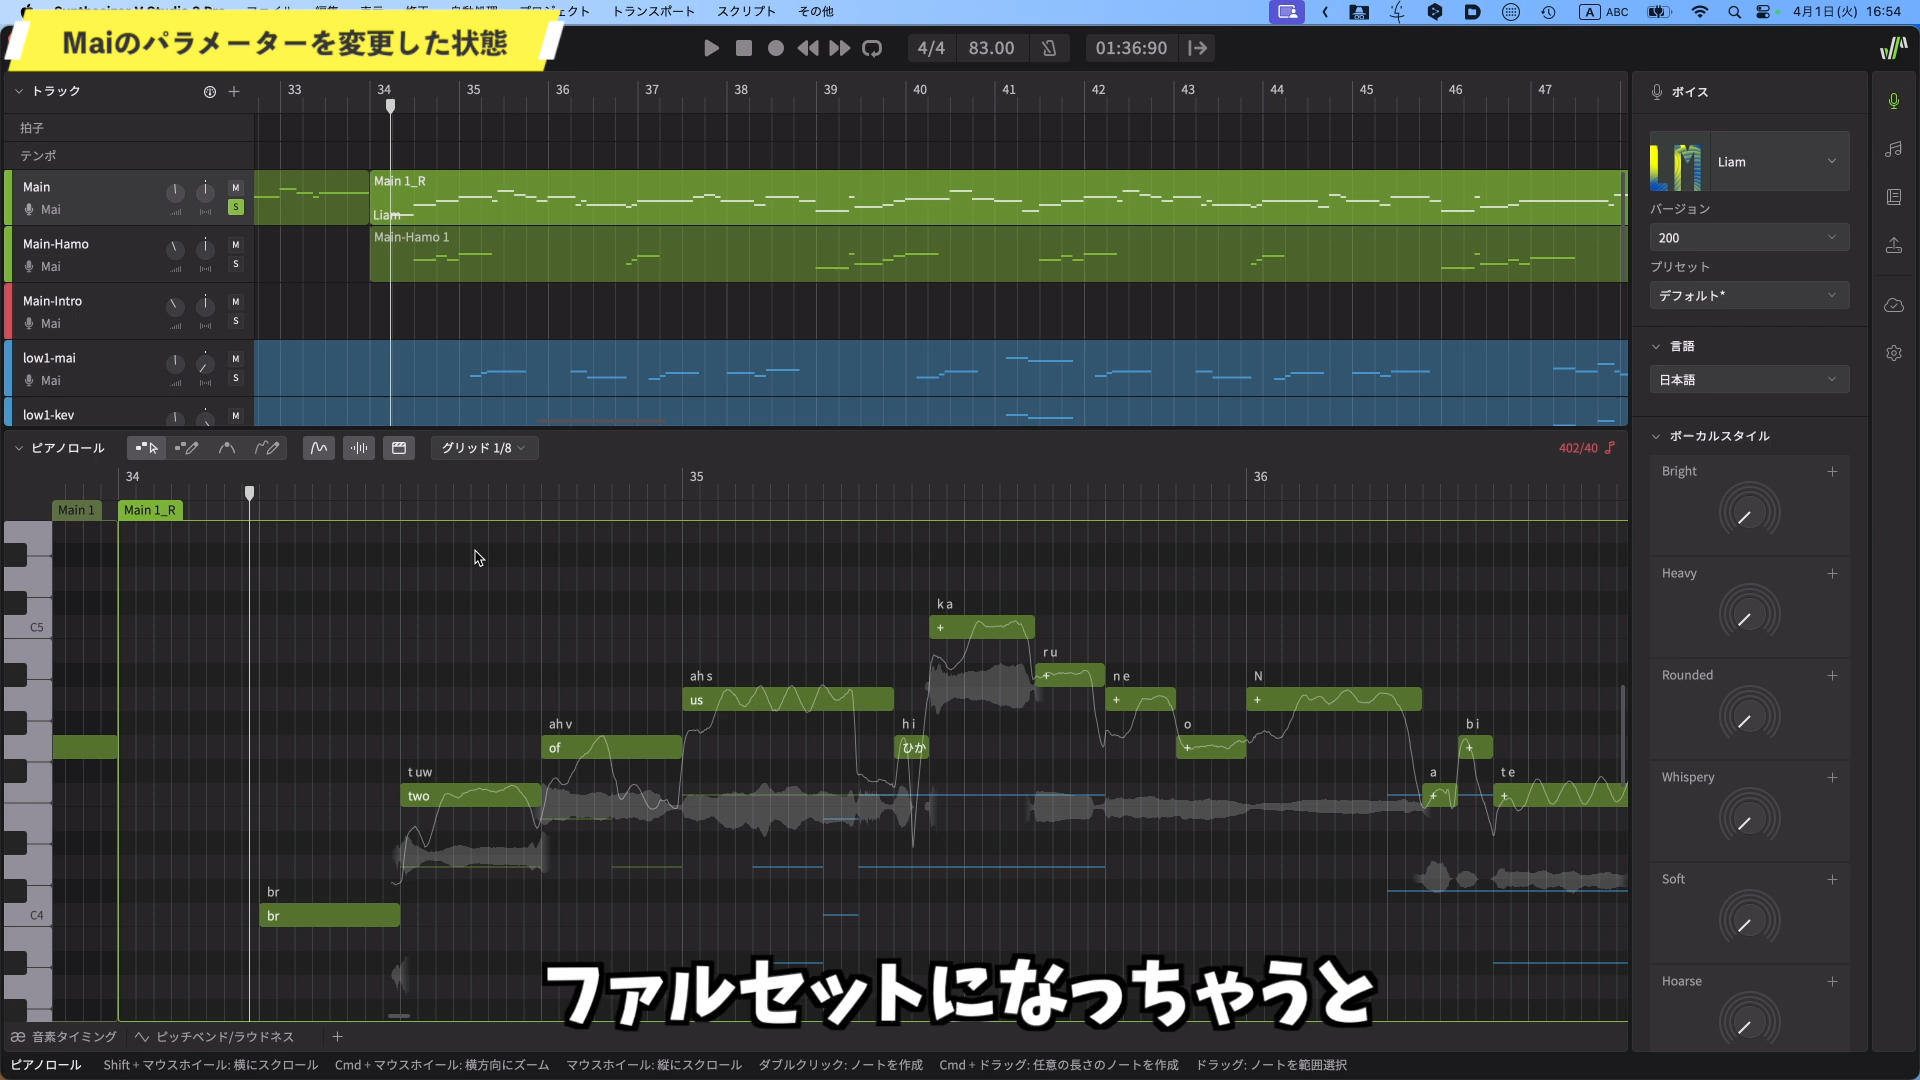 プロジェクト トランスポート スクリプト その他
A ABC 4月1日(火) 16:54
Maiのパラメーターを変更した状態
4/4 83.00 01:36:90
トラック 33 34 35 36 37 38 39 40 41 42 43 44 45 46 47
拍子
テンポ
Main Mai M S
Main 1_R
Liam
Main-Hamo Mai M S
Main-Hamo 1
Main-Intro Mai M S
low1-mai Mai M S
low1-kev M
ボイス
Liam
バージョン
200
プリセット
デフォルト*
言語
日本語
ボーカルスタイル
Bright
Heavy
Rounded
Whispery
Soft
Hoarse
ピアノロール グリッド 1/8 402/40
34 35 36
Main 1 Main 1_R
k a
C5 +
r u
+
ah s n e N
us + +
ah v h i o b i
of ひか + +
t uw a t e
two + +
br
C4 br
ファルセットになっちゃうと
音素タイミング ピッチベンド/ラウドネス
ピアノロール Shift + マウスホイール: 横にスクロール Cmd + マウスホイール: 横方向にズーム マウスホイール: 縦にスクロール ダブルクリック: ノートを作成 Cmd + ドラッグ: 任意の長さのノートを作成 ドラッグ: ノートを範囲選択